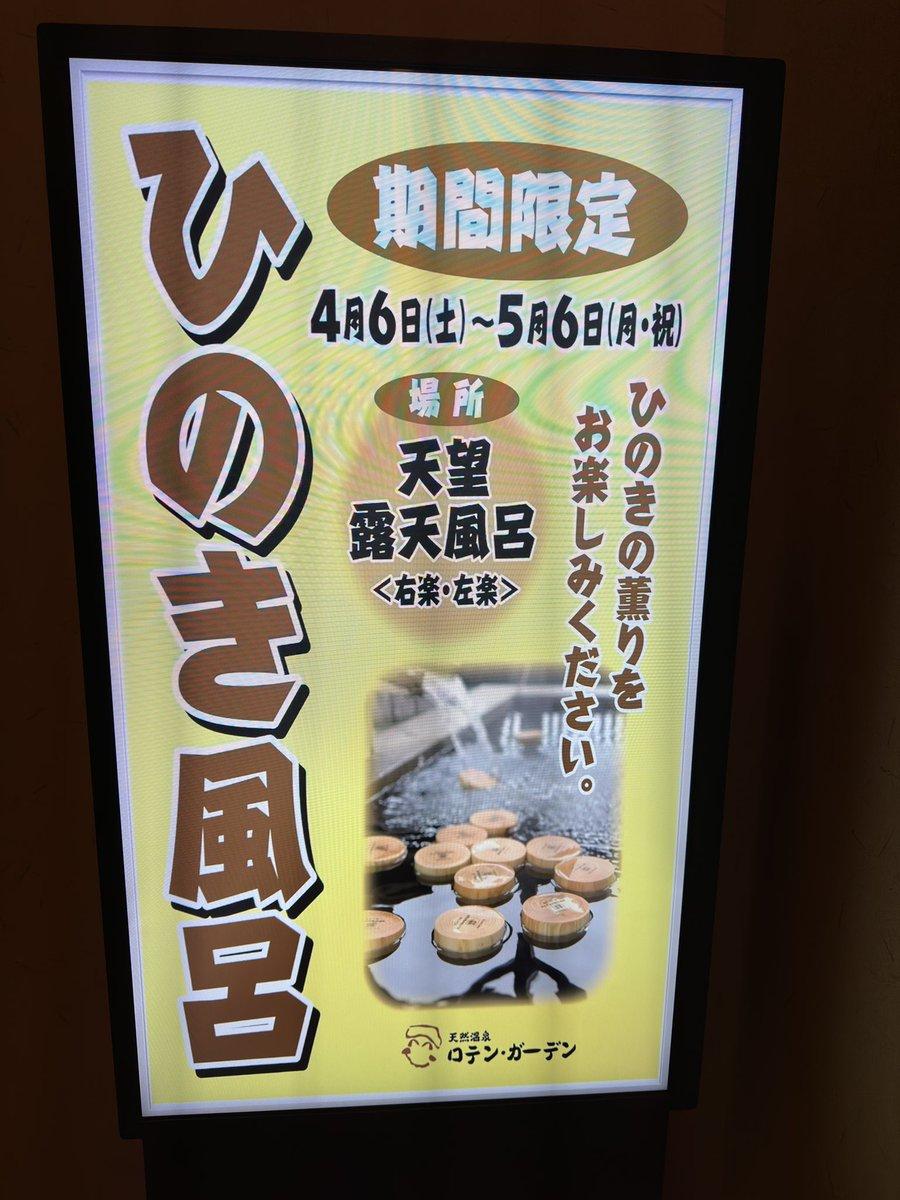 ひのき風呂
期間限定
4月6日(土)~5月6日(月・祝)
場所
天望
露天風呂
<右楽・左楽>
ひのきの薫りを
お楽しみください。
天然温泉
ロテン・ガーデン